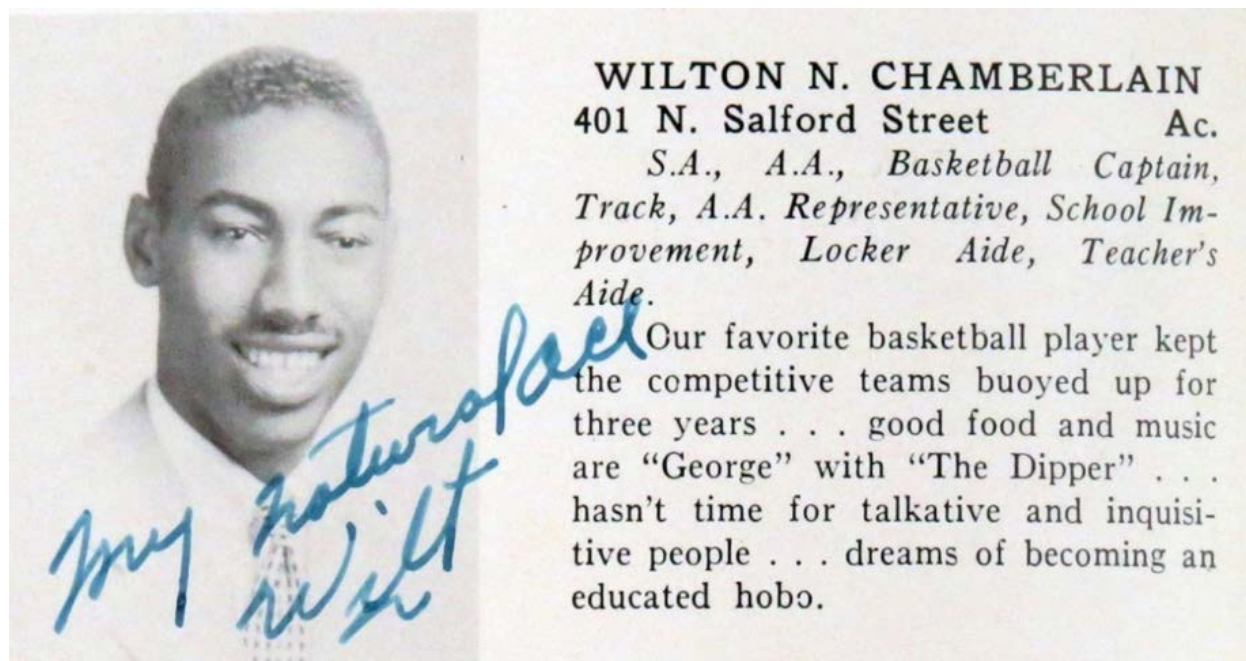 WILTON N. CHAMBERLAIN
401 N. Salford Street Ac.
S.A., A.A., Basketball Captain,
Track, A.A. Representative, School Im-
provement, Locker Aide, Teacher's
Aide.
Our favorite basketball player kept
the competitive teams buoyed up for
three years . . . good food and music
are “George” with “The Dipper” . . .
hasn't time for talkative and inquisi-
tive people . . . dreams of becoming an
educated hobo.
My natural
Wilt